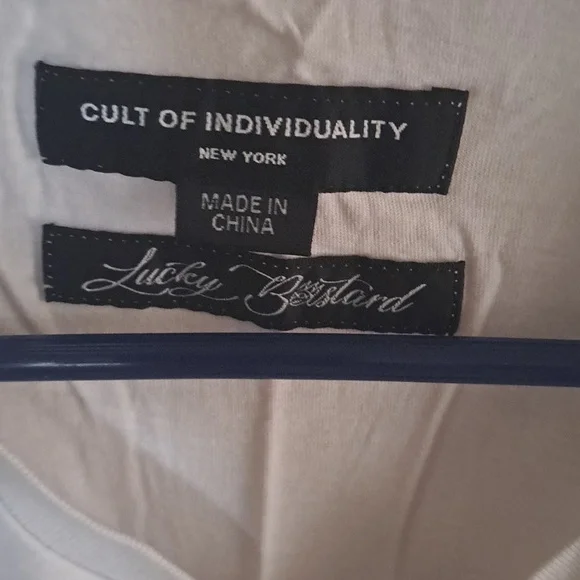 CULT OF INDIVIDUALITY
NEW YORK
MADE IN
CHINA
Lucky Bastard